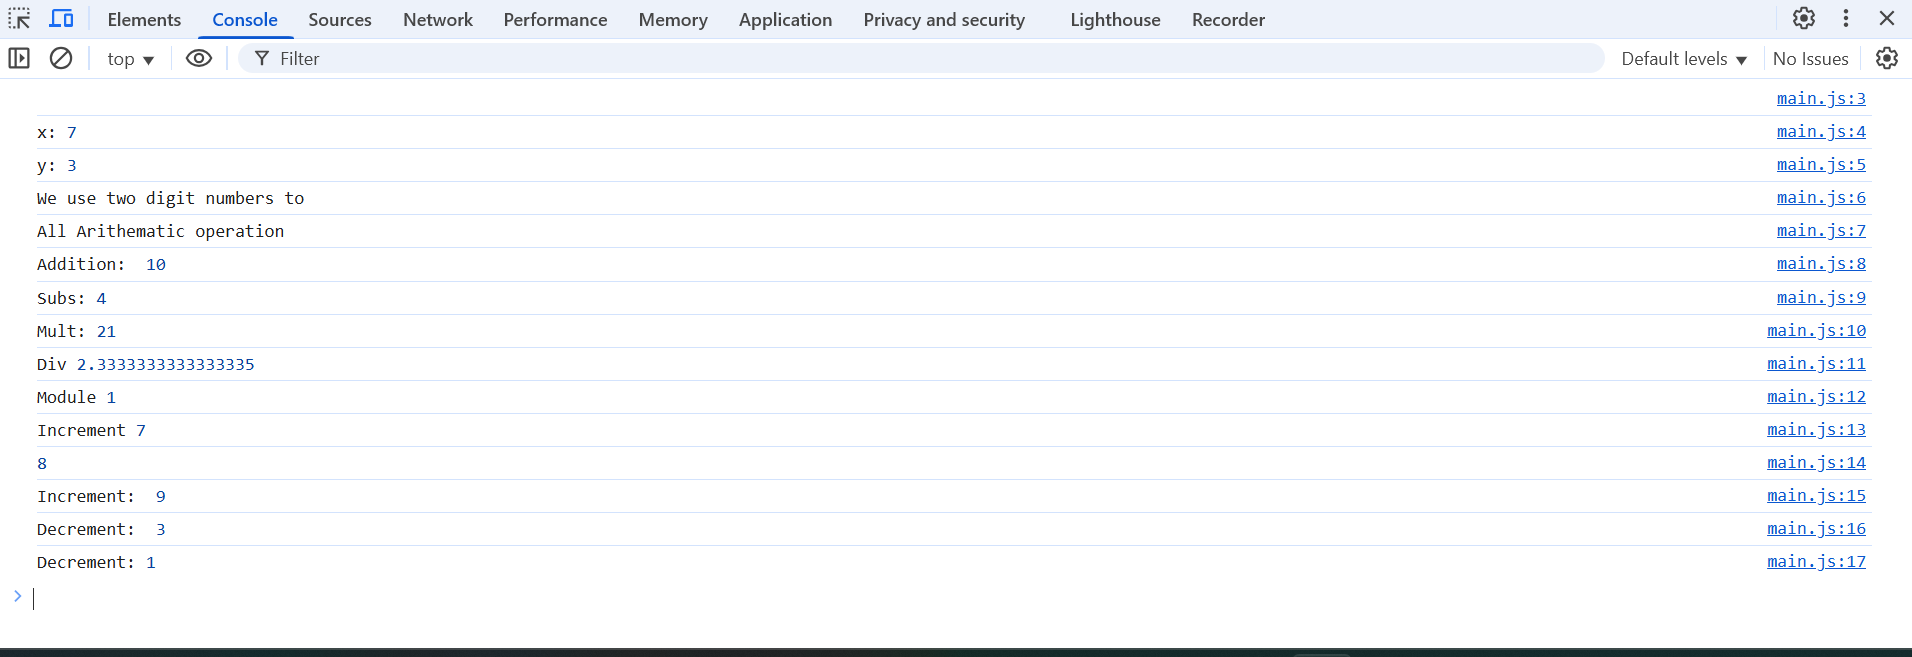 Elements Console Sources Network Performance Memory Application Privacy and security Lighthouse Recorder
top Filter Default levels No Issues
main.js:3
x: 7 main.js:4
y: 3 main.js:5
We use two digit numbers to main.js:6
All Arithematic operation main.js:7
Addition:  10 main.js:8
Subs: 4 main.js:9
Mult: 21 main.js:10
Div 2.3333333333333335 main.js:11
Module 1 main.js:12
Increment 7 main.js:13
8 main.js:14
Increment:  9 main.js:15
Decrement:  3 main.js:16
Decrement: 1 main.js:17